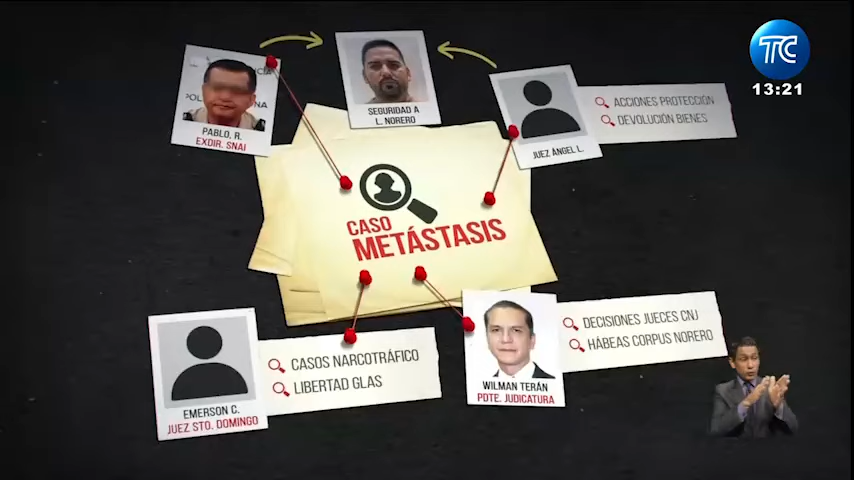 TC
13:21
PABLO. R.
EXDIR. SNAI
SEGURIDAD A
L. NORERO
JUEZ ÁNGEL L.
ACCIONES PROTECCIÓN
DEVOLUCIÓN BIENES
CASO
METÁSTASIS
EMERSON C.
JUEZ STO. DOMINGO
CASOS NARCOTRÁFICO
LIBERTAD GLAS
WILMAN TERÁN
PDTE. JUDICATURA
DECISIONES JUECES CNJ
HÁBEAS CORPUS NORERO